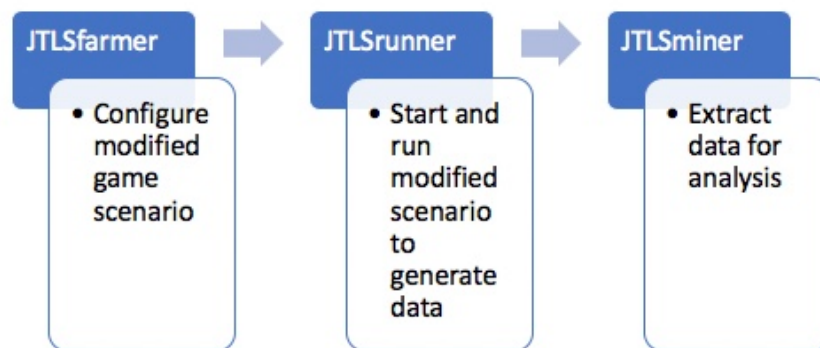 JTLSfarmer
• Configure
modified
game
scenario
JTLSrunner
• Start and
run
modified
scenario
to
generate
data
JTLSminer
• Extract
data for
analysis